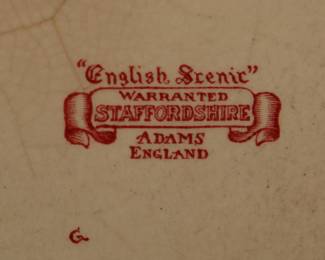 "English Scenic"
WARRANTED
STAFFORDSHIRE
ADAMS
ENGLAND
G